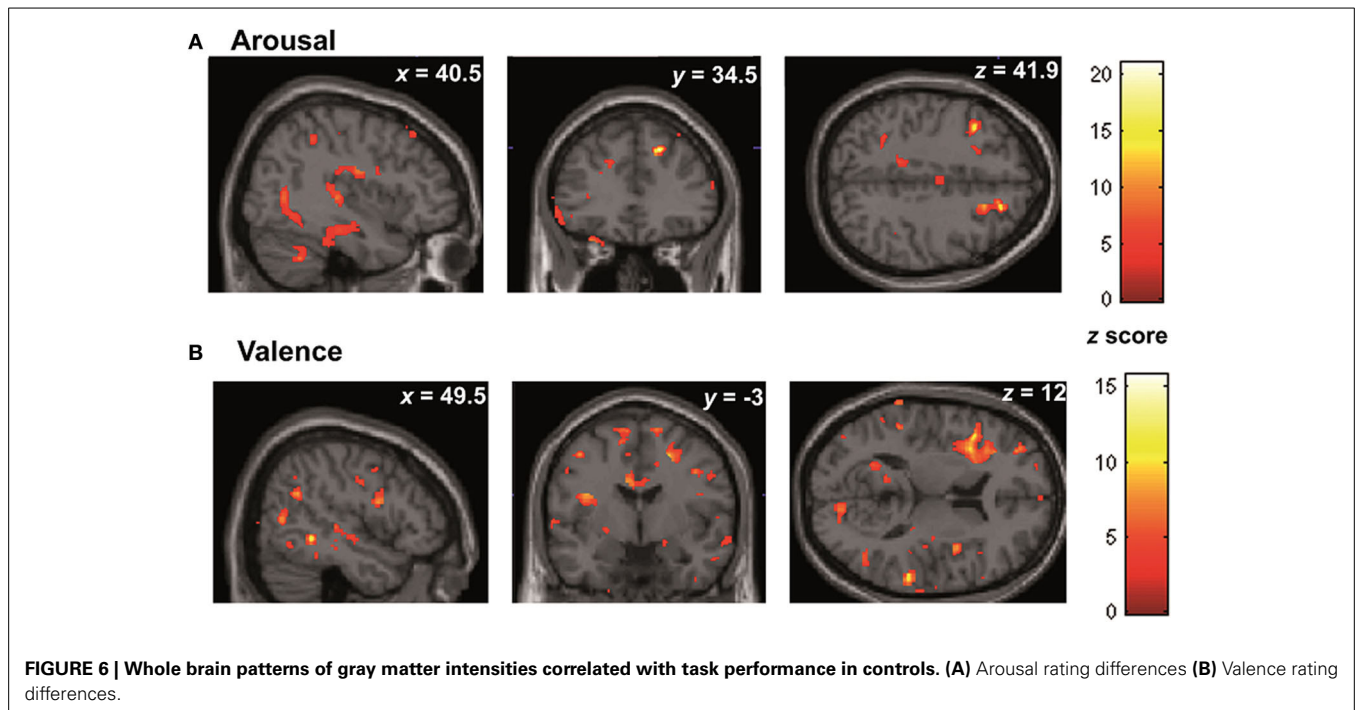 A Arousal
x = 40.5
y = 34.5
z = 41.9
20
15
10
5
0
z score
B Valence
x = 49.5
y = -3
z = 12
15
10
5
0
FIGURE 6 | Whole brain patterns of gray matter intensities correlated with task performance in controls. (A) Arousal rating differences (B) Valence rating
differences.